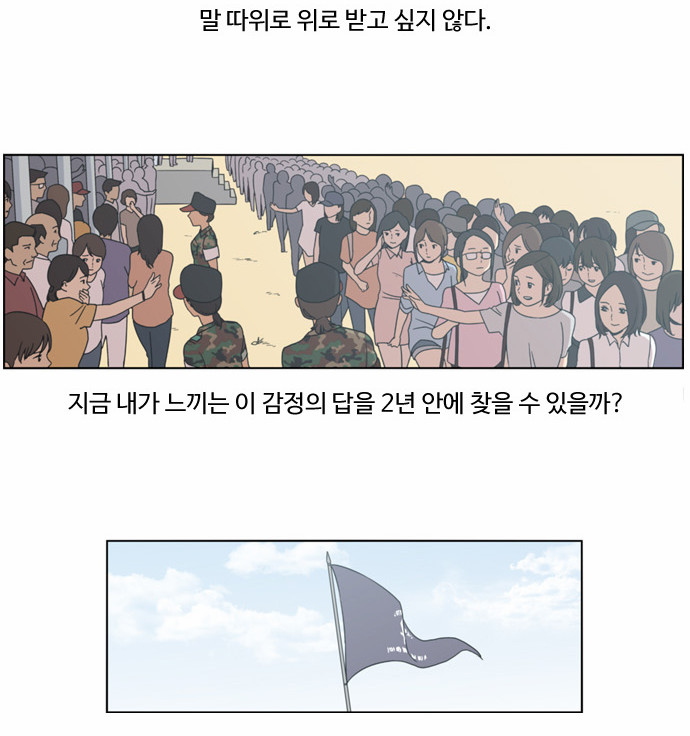 말 따위로 위로 받고 싶지 않다.
지금 내가 느끼는 이 감정의 답을 2년 안에 찾을 수 있을까?